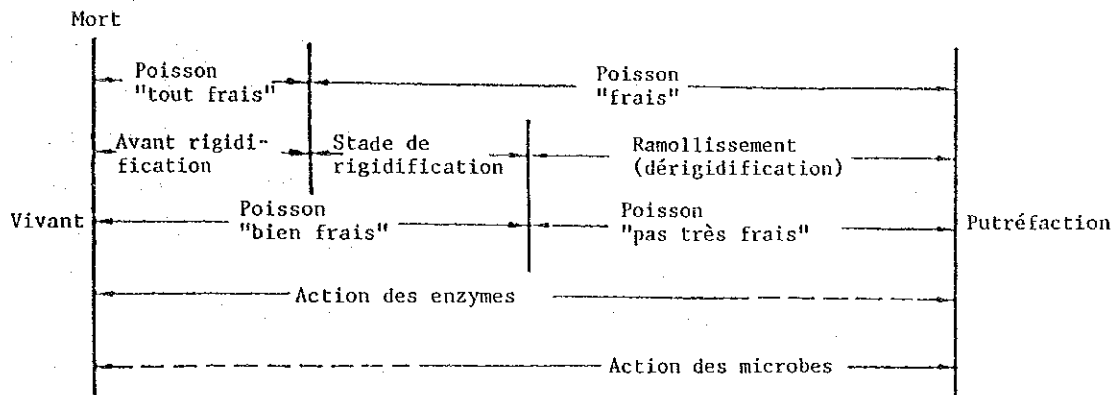 Mort
Poisson
"tout frais"
Poisson
"frais"
Avant rigidi-
fication
Stade de
rigidification
Ramollissement
(dérigidification)
Vivant
Poisson
"bien frais"
Poisson
"pas très frais"
Putréfaction
Action des enzymes
Action des microbes